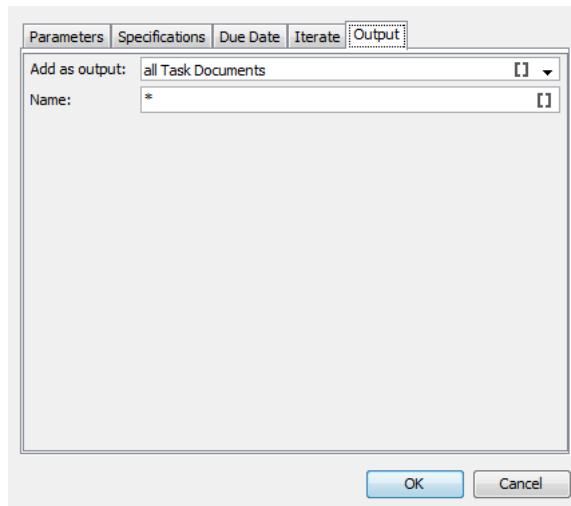 Parameters Specifications Due Date Iterate Output
Add as output: all Task Documents []
Name: * []
OK Cancel